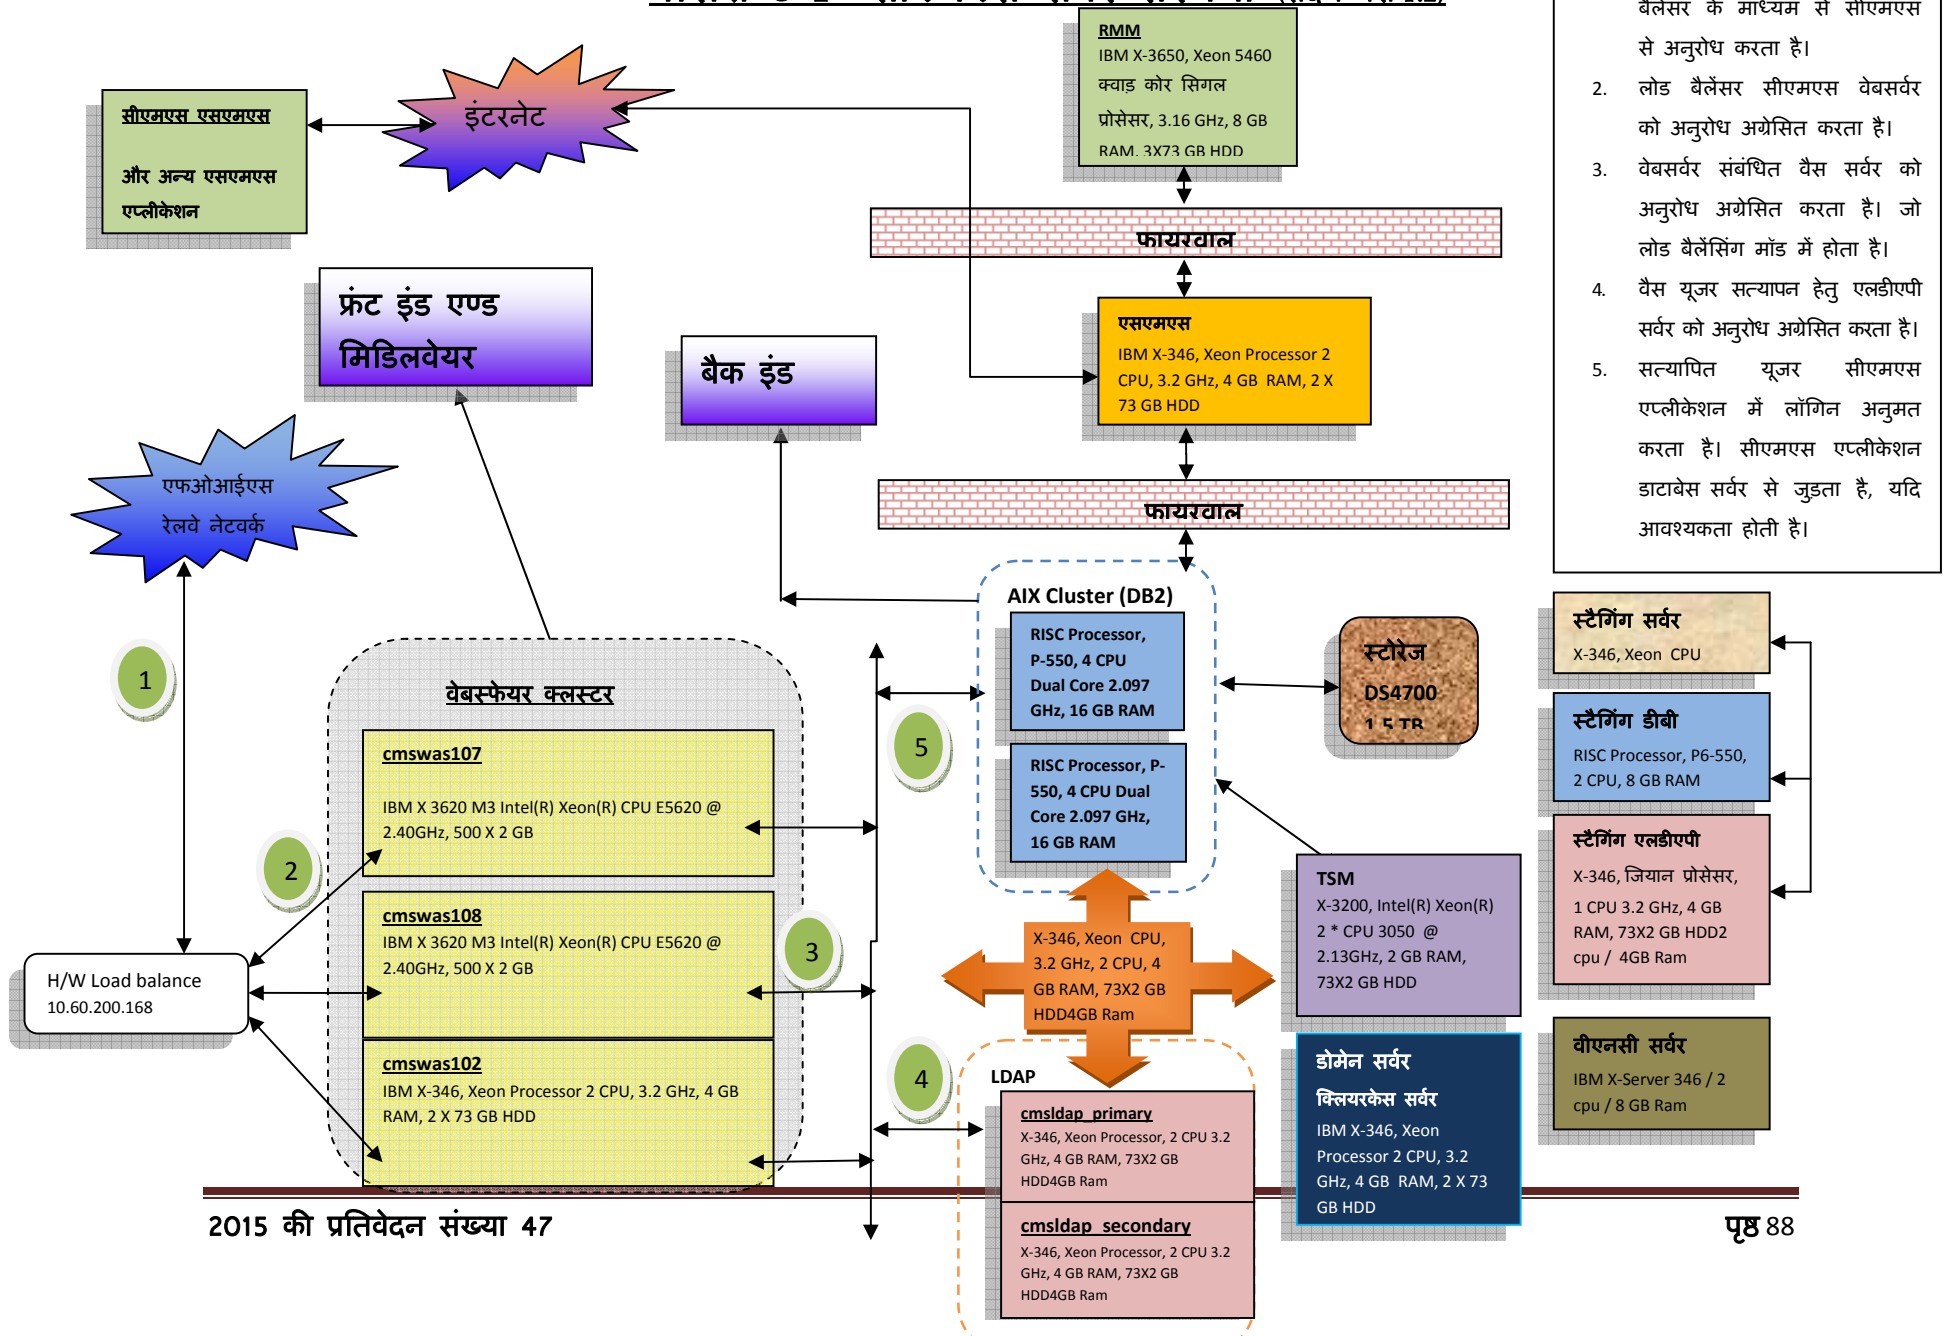 RMM
IBM X-3650, Xeon 5460
क्वाड़ कोर सिगल
प्रोसेसर, 3.16 GHz, 8 GB
RAM, 3X73 GB HDD
सीएमएस एसएमएस
और अन्य एसएमएस
एप्लीकेशन
इंटरनेट
फायरवाल
फ्रंट इंड एण्ड
मिडिलवेयर
बैक इंड
एसएमएस
IBM X-346, Xeon Processor 2
CPU, 3.2 GHz, 4 GB RAM, 2 X
73 GB HDD
फायरवाल
एफओआईएस
रेलवे नेटवर्क
बैलेंसर के माध्यम से सीएमएस
से अनुरोध करता है।
2. लोड बैलेंसर सीएमएस वेबसर्वर
को अनुरोध अग्रेसित करता है।
3. वेबसर्वर संबंधित वैस सर्वर को
अनुरोध अग्रेसित करता है। जो
लोड बैलेंसिंग मॉड में होता है।
4. वैस यूजर सत्यापन हेतु एलडीएपी
सर्वर को अनुरोध अग्रेसित करता है।
5. सत्यापित यूजर सीएमएस
एप्लीकेशन में लॉगिन अनुमत
करता है। सीएमएस एप्लीकेशन
डाटाबेस सर्वर से जुड़ता है, यदि
आवश्यकता होती है।
1
2
3
4
5
वेबस्फेयर क्लस्टर
cmswas107
IBM X 3620 M3 Intel(R) Xeon(R) CPU E5620 @
2.40GHz, 500 X 2 GB
cmswas108
IBM X 3620 M3 Intel(R) Xeon(R) CPU E5620 @
2.40GHz, 500 X 2 GB
cmswas102
IBM X-346, Xeon Processor 2 CPU, 3.2 GHz, 4 GB
RAM, 2 X 73 GB HDD
H/W Load balance
10.60.200.168
AIX Cluster (DB2)
RISC Processor,
P-550, 4 CPU
Dual Core 2.097
GHz, 16 GB RAM
RISC Processor, P-
550, 4 CPU Dual
Core 2.097 GHz,
16 GB RAM
स्टोरेज
DS4700
1.5 TB
X-346, Xeon CPU,
3.2 GHz, 2 CPU, 4
GB RAM, 73X2 GB
HDD4GB Ram
TSM
X-3200, Intel(R) Xeon(R)
2 * CPU 3050 @
2.13GHz, 2 GB RAM,
73X2 GB HDD
LDAP
cmsldap_primary
X-346, Xeon Processor, 2 CPU 3.2
GHz, 4 GB RAM, 73X2 GB
HDD4GB Ram
cmsldap_secondary
X-346, Xeon Processor, 2 CPU 3.2
GHz, 4 GB RAM, 73X2 GB
HDD4GB Ram
डोमेन सर्वर
क्लियरकेस सर्वर
IBM X-346, Xeon
Processor 2 CPU, 3.2
GHz, 4 GB RAM, 2 X 73
GB HDD
स्टैगिंग सर्वर
X-346, Xeon CPU
स्टैगिंग डीबी
RISC Processor, P6-550,
2 CPU, 8 GB RAM
स्टैगिंग एलडीएपी
X-346, जियान प्रोसेसर,
1 CPU 3.2 GHz, 4 GB
RAM, 73X2 GB HDD2
cpu / 4GB Ram
वीएनसी सर्वर
IBM X-Server 346 / 2
cpu / 8 GB Ram
2015 की प्रतिवेदन संख्या 47
पृष्ठ 88